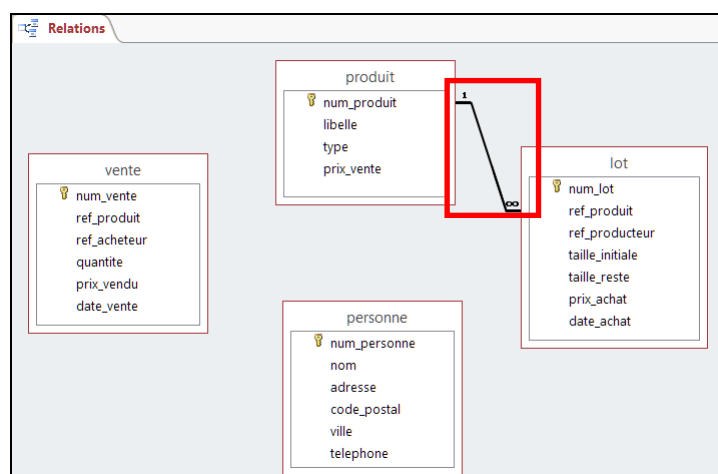 Relations
produit
num_produit
libelle
type
prix_vente
1
∞
vente
num_vente
ref_produit
ref_acheteur
quantite
prix_vendu
date_vente
lot
num_lot
ref_produit
ref_producteur
taille_initiale
taille_reste
prix_achat
date_achat
personne
num_personne
nom
adresse
code_postal
ville
telephone